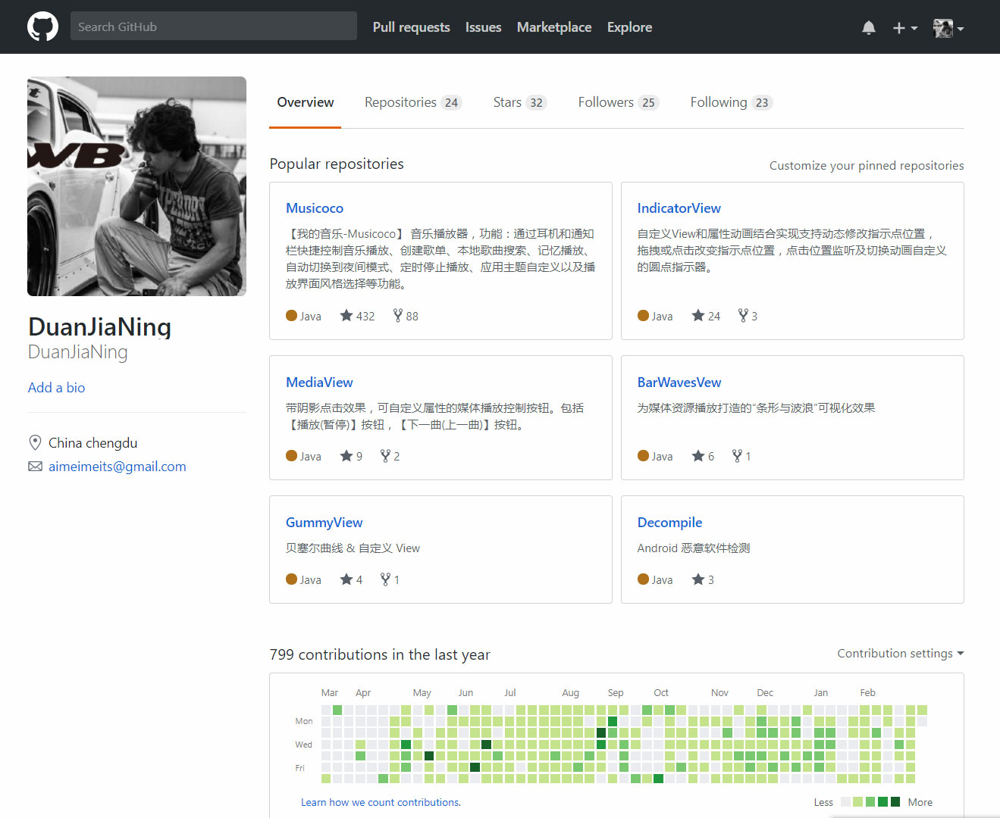 Search GitHub
Pull requests
Issues
Marketplace
Explore
Overview
Repositories 24
Stars 32
Followers 25
Following 23
WB
DuanJiaNing
DuanJiaNing
Add a bio
China chengdu
aimeimeits@gmail.com
Popular repositories
Customize your pinned repositories
Musicoco
【我的音乐-Musicoco】 音乐播放器，功能：通过耳机和通知
栏快捷控制音乐播放、创建歌单、本地歌曲搜索、记忆播放、
自动切换到夜间模式、定时停止播放、应用主题自定义以及播
放界面风格选择等功能。
Java 432 88
IndicatorView
自定义View和属性动画结合实现支持动态修改指示点位置，
拖拽或点击改变指示点位置，点击位置监听及切换动画自定义
的圆点指示器。
Java 24 3
MediaView
带阴影点击效果，可自定义属性的媒体播放控制按钮。包括
【播放(暂停)】按钮，【下一曲(上一曲)】按钮。
Java 9 2
BarWavesVew
为媒体资源播放打造的“条形与波浪”可视化效果
Java 6 1
GummyView
贝塞尔曲线 & 自定义 View
Java 4 1
Decompile
Android 恶意软件检测
Java 3
799 contributions in the last year
Contribution settings
Mar Apr May Jun Jul Aug Sep Oct Nov Dec Jan Feb
Mon
Wed
Fri
Learn how we count contributions.
Less More